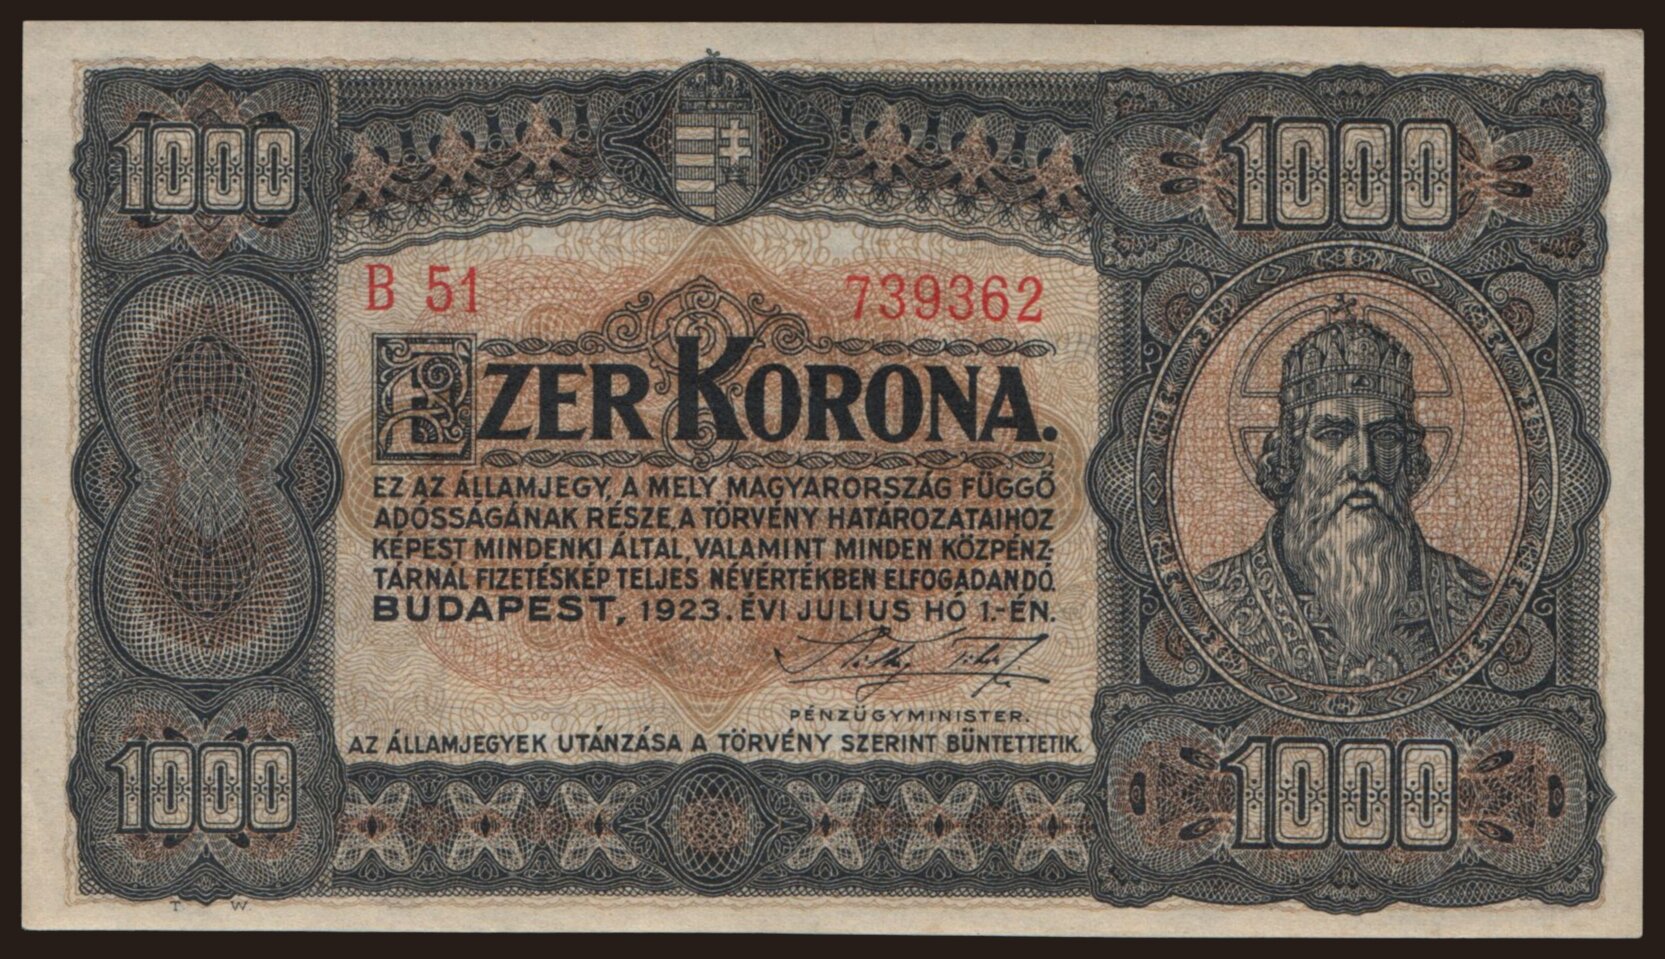 1000
1000
B 51 739362
EZER KORONA.
EZ AZ ÁLLAMJEGY, A MELY MAGYARORSZÁG FÜGGŐ
ADÓSSÁGÁNAK RÉSZE, A TÖRVÉNY HATÁROZATAIHOZ
KÉPEST MINDENKI ÁLTAL, VALAMINT MINDEN KÖZPÉNZ-
TÁRNÁL FIZETÉSKÉP TELJES NÉVÉRTÉKBEN ELFOGADANDÓ.
BUDAPEST, 1923. ÉVI JULIUS HÓ 1.-ÉN.
PÉNZÜGYMINISTER.
AZ ÁLLAMJEGYEK UTÁNZÁSA A TÖRVÉNY SZERINT BÜNTETTETIK.
1000
1000
T. W.